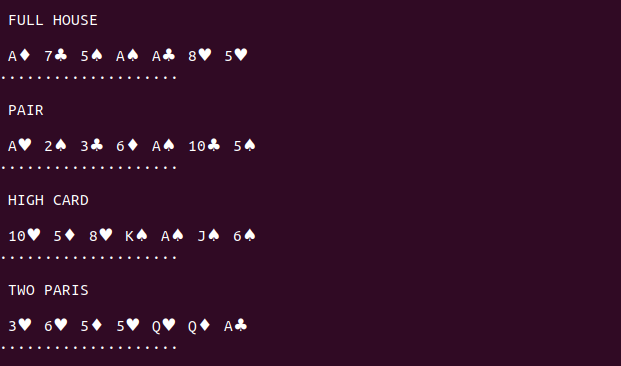 FULL HOUSE
A♦ 7♣ 5♠ A♠ A♣ 8♥ 5♥
....................
PAIR
A♥ 2♠ 3♣ 6♦ A♠ 10♣ 5♠
....................
HIGH CARD
10♥ 5♦ 8♥ K♠ A♠ J♠ 6♠
....................
TWO PARIS
3♥ 6♥ 5♦ 5♥ Q♥ Q♦ A♣
....................